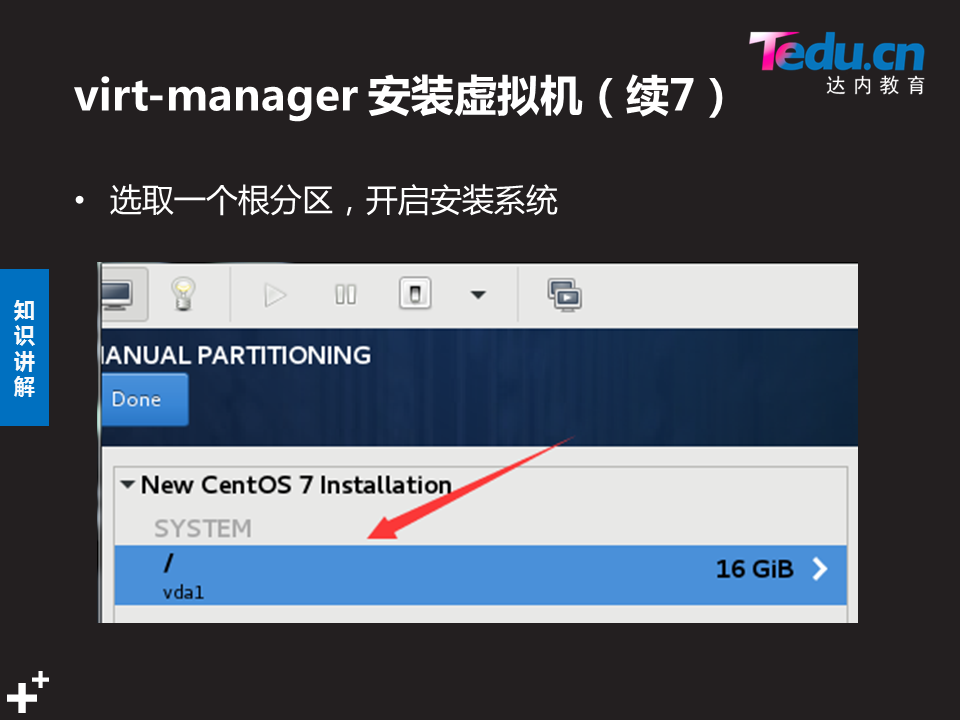 Tedu.cn
达内教育
virt-manager 安装虚拟机（续7）
• 选取一个根分区，开启安装系统
知识讲解
ANUAL PARTITIONING
Done
New CentOS 7 Installation
SYSTEM
/
16 GiB
vda1